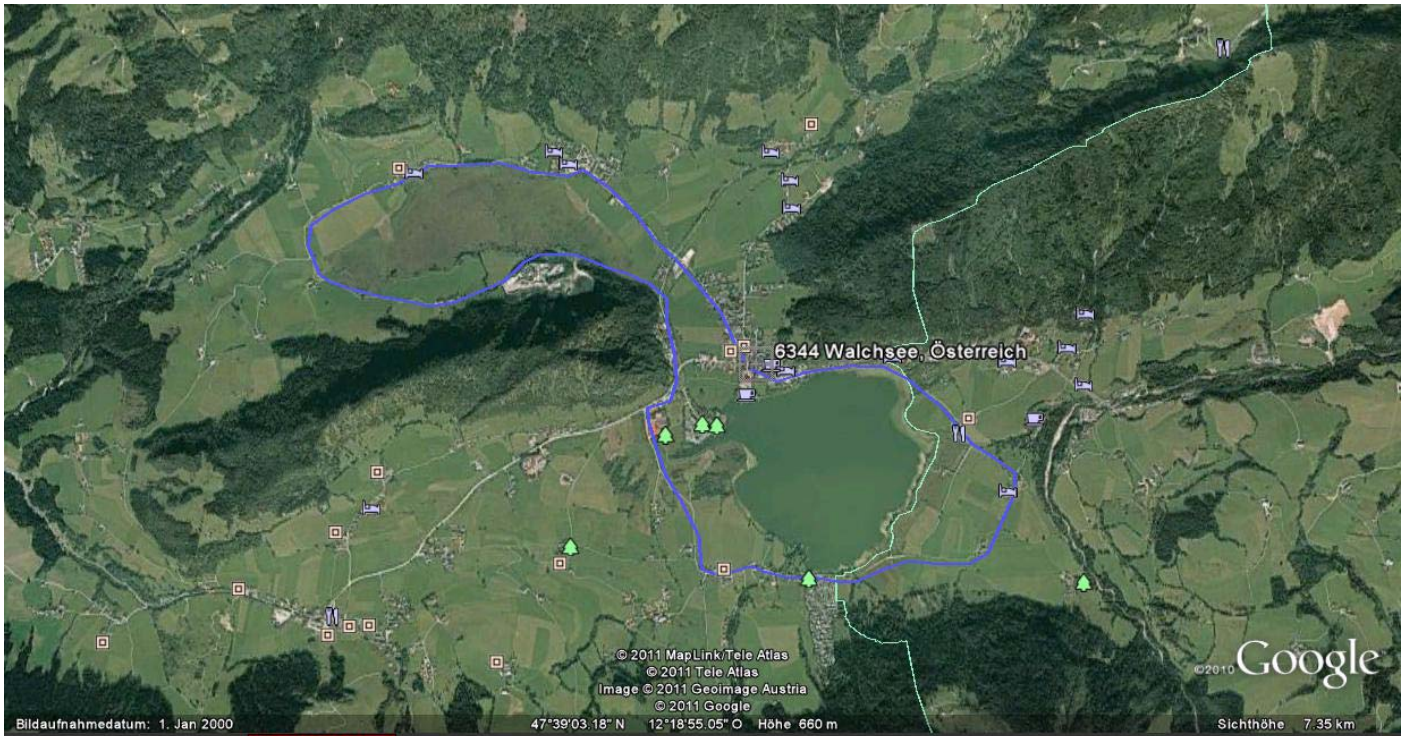 6344 Walchsee, Österreich
© 2011 MapLink/Tele Atlas
© 2011 Tele Atlas
Image © 2011 Geoimage Austria
© 2011 Google
©2010 Google
Bildaufnahmedatum: 1. Jan 2000 47°39'03.18" N 12°18'55.05" O Höhe 660 m Sichthöhe 7.35 km